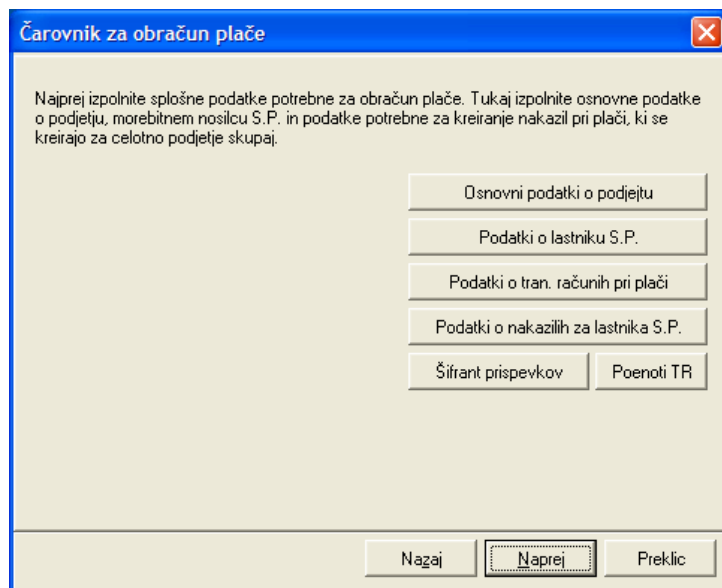 Čarovnik za obračun plače
Najprej izpolnite splošne podatke potrebne za obračun plače. Tukaj izpolnite osnovne podatke
o podjetju, morebitnem nosilcu S.P. in podatke potrebne za kreiranje nakazil pri plači, ki se
kreirajo za celotno podjetje skupaj.
Osnovni podatki o podjejtu
Podatki o lastniku S.P.
Podatki o tran. računih pri plači
Podatki o nakazilih za lastnika S.P.
Šifrant prispevkov Poenoti TR
Nazaj Naprej Preklic